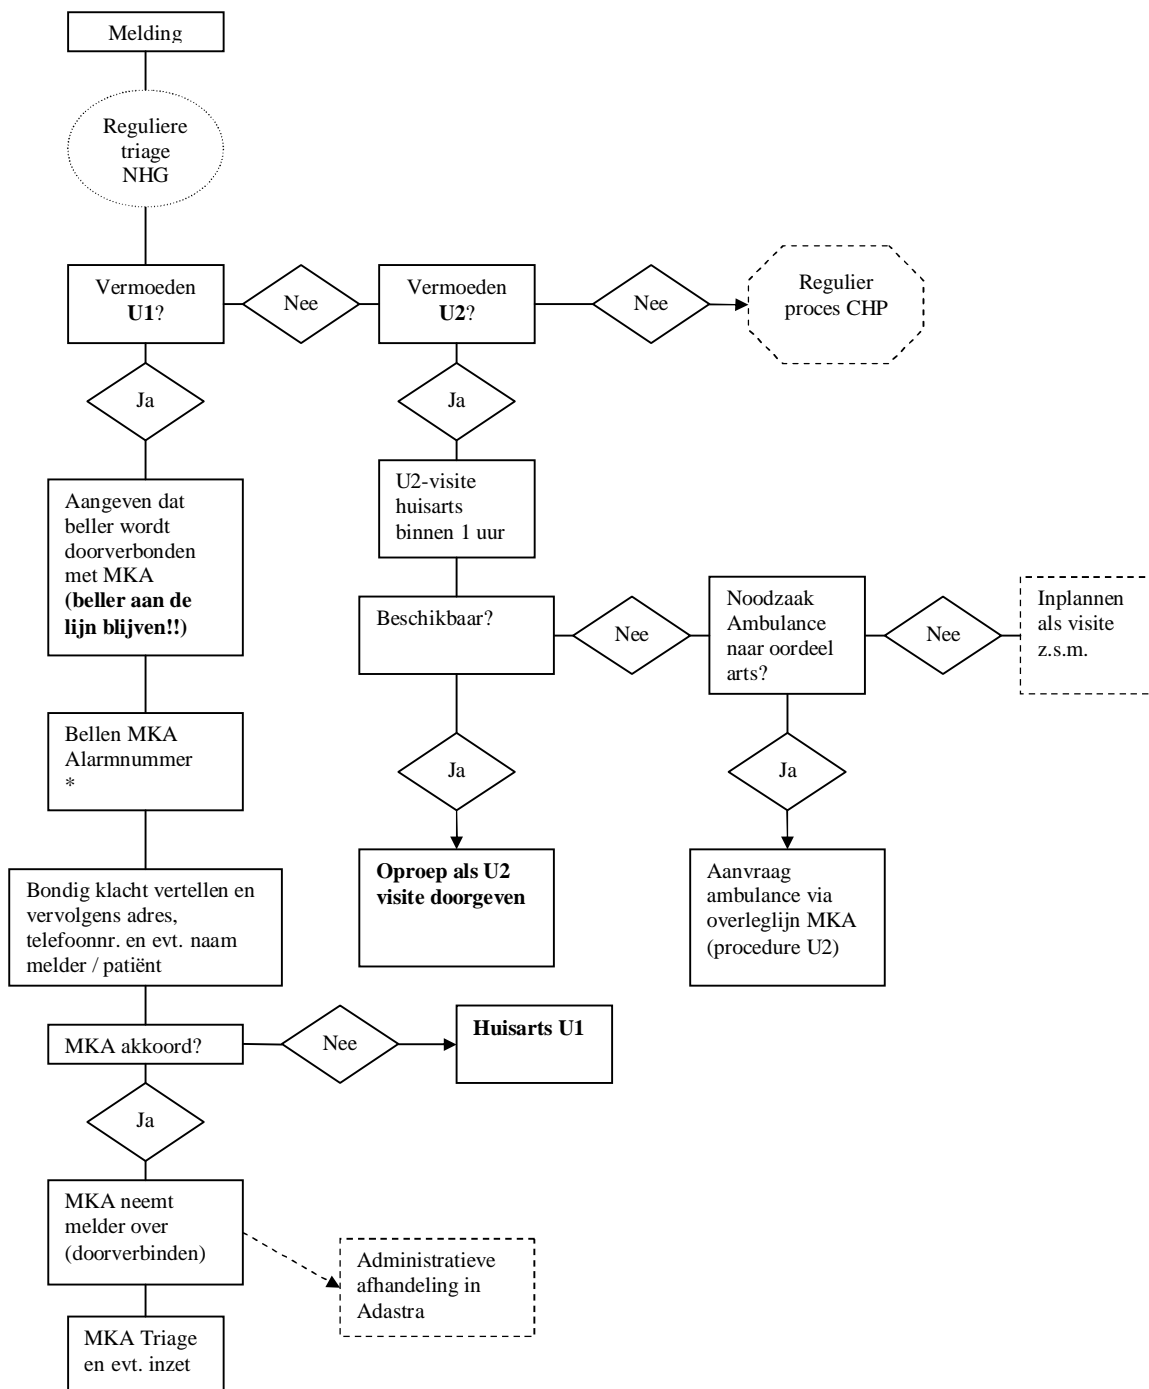 Melding
Reguliere
triage
NHG
Vermoeden
U1?
Nee
Vermoeden
U2?
Nee
Regulier
proces CHP
Ja
Ja
Aangeven dat
beller wordt
doorverbonden
met MKA
(beller aan de
lijn blijven!!)
U2-visite
huisarts
binnen 1 uur
Beschikbaar?
Nee
Noodzaak
Ambulance
naar oordeel
arts?
Nee
Inplannen
als visite
z.s.m.
Bellen MKA
Alarmnummer
*
Ja
Ja
Bondig klacht vertellen en
vervolgens adres,
telefoonnr. en evt. naam
melder / patiënt
Oproep als U2
visite doorgeven
Aanvraag
ambulance via
overleglijn MKA
(procedure U2)
MKA akkoord?
Nee
Huisarts U1
Ja
MKA neemt
melder over
(doorverbinden)
Administratieve
afhandeling in
Adastra
MKA Triage
en evt. inzet